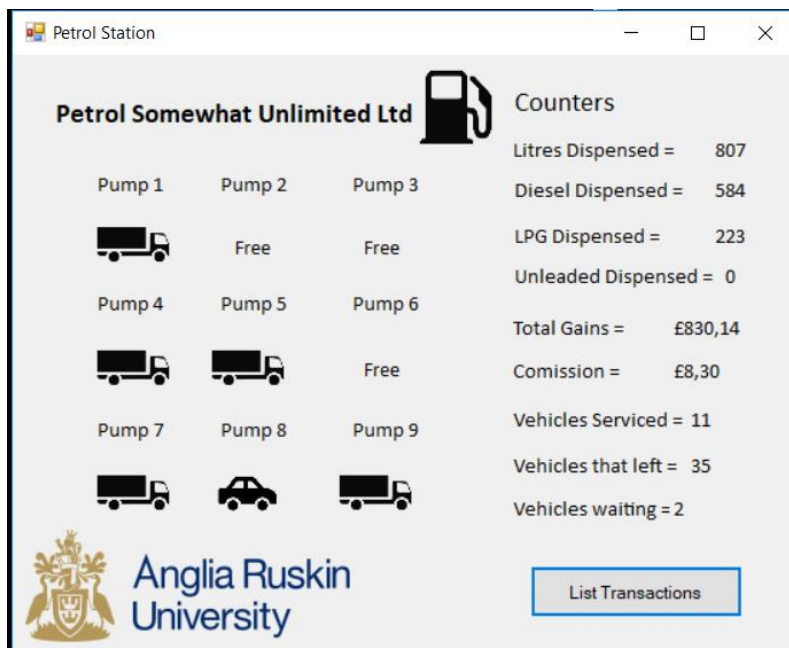 Petrol Station
Petrol Somewhat Unlimited Ltd
Pump 1 Pump 2 Pump 3
Free Free
Pump 4 Pump 5 Pump 6
Free
Pump 7 Pump 8 Pump 9
Anglia Ruskin
University
Counters
Litres Dispensed = 807
Diesel Dispensed = 584
LPG Dispensed = 223
Unleaded Dispensed = 0
Total Gains = £830,14
Comission = £8,30
Vehicles Serviced = 11
Vehicles that left = 35
Vehicles waiting = 2
List Transactions